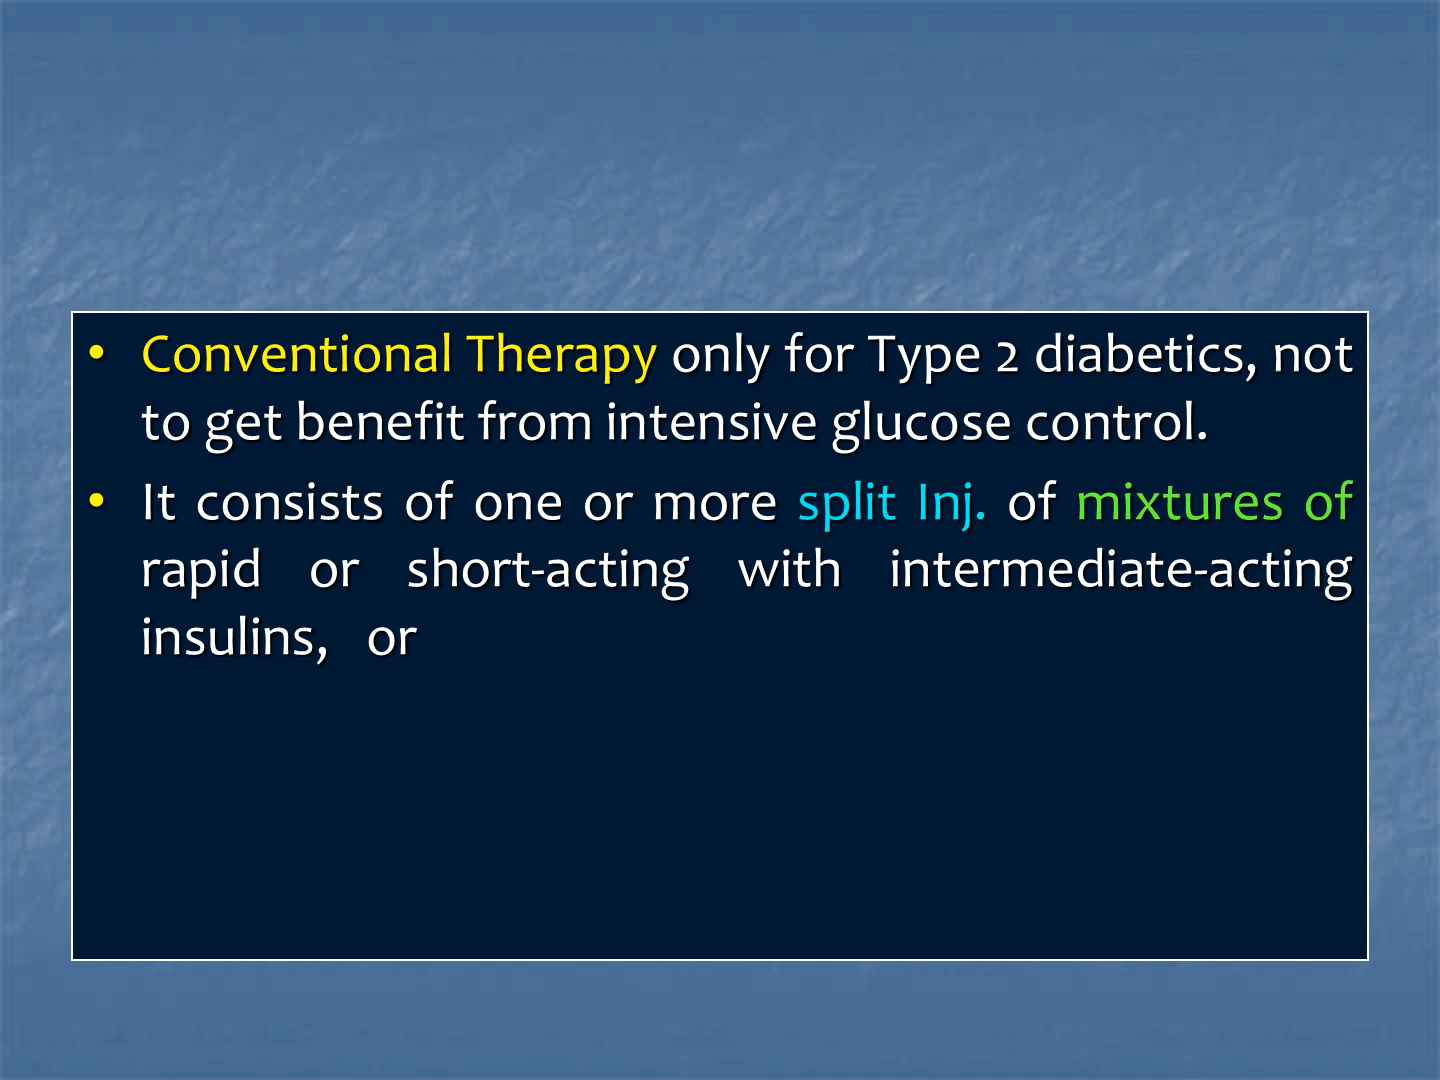 • Conventional Therapy only for Type 2 diabetics, not
to get benefit from intensive glucose control.
• It consists of one or more split Inj. of mixtures of
rapid or short-acting with intermediate-acting
insulins, or